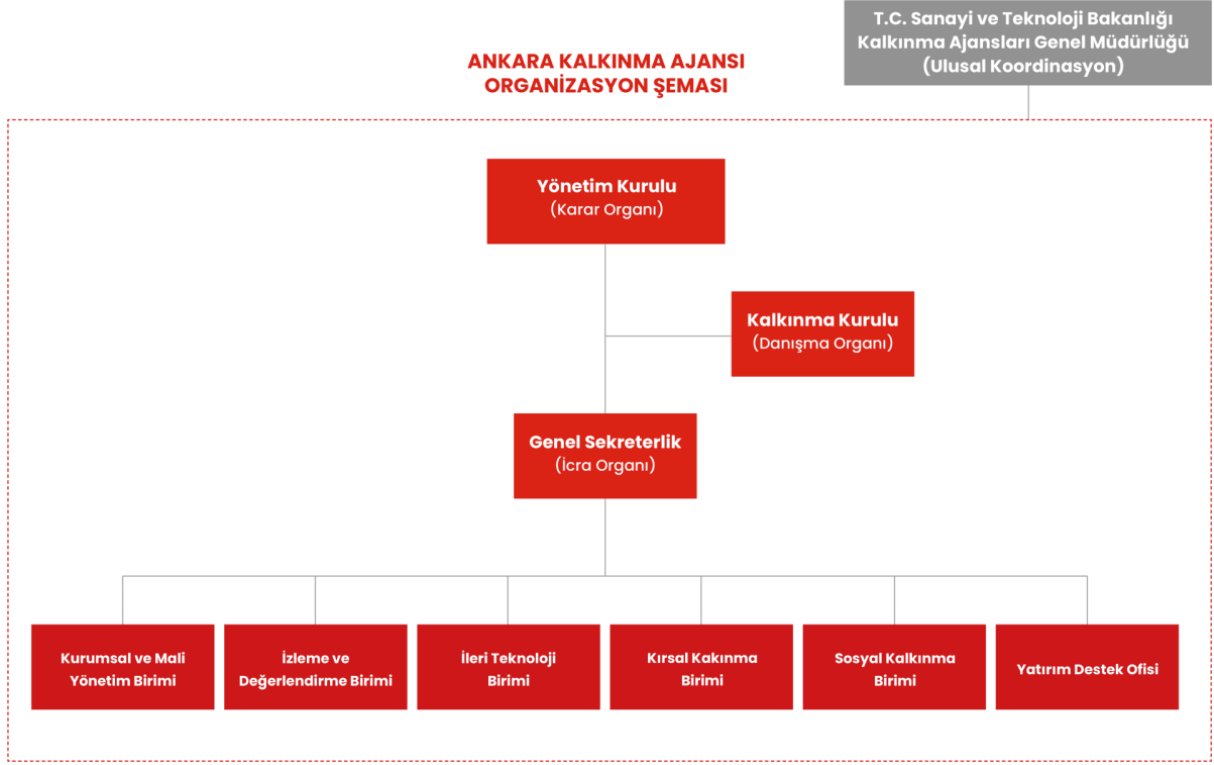 T.C. Sanayi ve Teknoloji Bakanlığı
Kalkınma Ajansları Genel Müdürlüğü
(Ulusal Koordinasyon)
ANKARA KALKINMA AJANSI
ORGANİZASYON ŞEMASI
Yönetim Kurulu
(Karar Organı)
Kalkınma Kurulu
(Danışma Organı)
Genel Sekreterlik
(İcra Organı)
Kurumsal ve Mali
Yönetim Birimi
İzleme ve
Değerlendirme Birimi
İleri Teknoloji
Birimi
Kırsal Kakınma
Birimi
Sosyal Kalkınma
Birimi
Yatırım Destek Ofisi